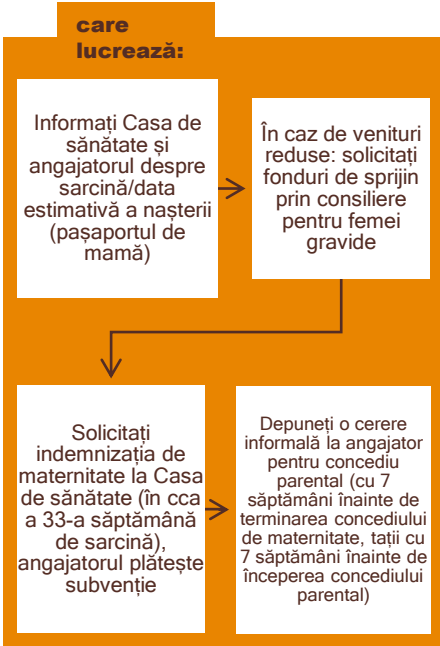 care
lucrează:
Informați Casa de
sănătate și
angajatorul despre
sarcină/data
estimativă a nașterii
(pașaportul de
mamă)
În caz de venituri
reduse: solicitați
fonduri de sprijin
prin consiliere
pentru femei
gravide
Solicitați
indemnizația de
maternitate la Casa
de sănătate (în cca
a 33-a săptămână
de sarcină),
angajatorul plătește
subvenție
Depuneți o cerere
informală la angajator
pentru concediu
parental (cu 7
săptămâni înainte de
terminarea concediului
de maternitate, tații cu
7 săptămâni înainte de
începerea concediului
parental)